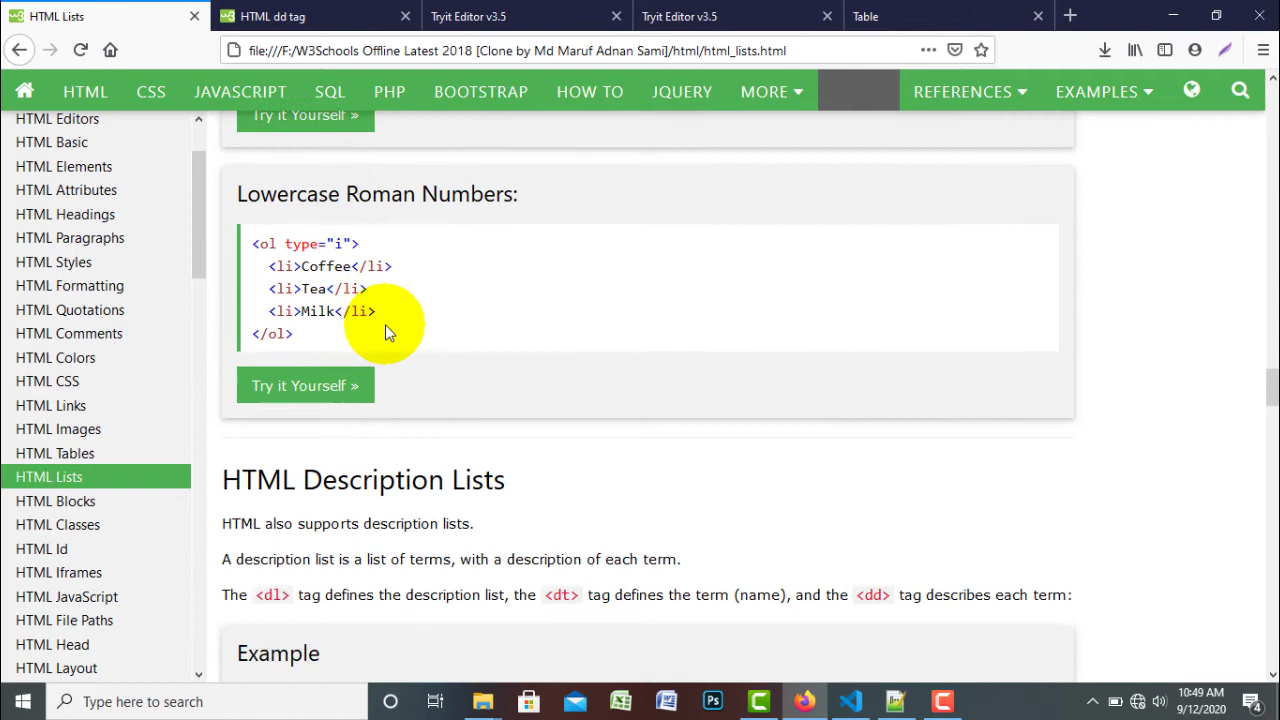 HTML Lists
HTML dd tag
Tryit Editor v3.5
Tryit Editor v3.5
Table
file:///F:/W3Schools Offline Latest 2018 [Clone by Md Maruf Adnan Sami]/html/html_lists.html
HTML CSS JAVASCRIPT SQL PHP BOOTSTRAP HOW TO JQUERY MORE REFERENCES EXAMPLES
HTML Editors
HTML Basic
HTML Elements
HTML Attributes
HTML Headings
HTML Paragraphs
HTML Styles
HTML Formatting
HTML Quotations
HTML Comments
HTML Colors
HTML CSS
HTML Links
HTML Images
HTML Tables
HTML Lists
HTML Blocks
HTML Classes
HTML Id
HTML Iframes
HTML JavaScript
HTML File Paths
HTML Head
HTML Layout
Try it Yourself »
Lowercase Roman Numbers:
<ol type="i">
<li>Coffee</li>
<li>Tea</li>
<li>Milk</li>
</ol>
Try it Yourself »
HTML Description Lists
HTML also supports description lists.
A description list is a list of terms, with a description of each term.
The <dl> tag defines the description list, the <dt> tag defines the term (name), and the <dd> tag describes each term:
Example
Type here to search
Ps
10:49 AM
9/12/2020
4